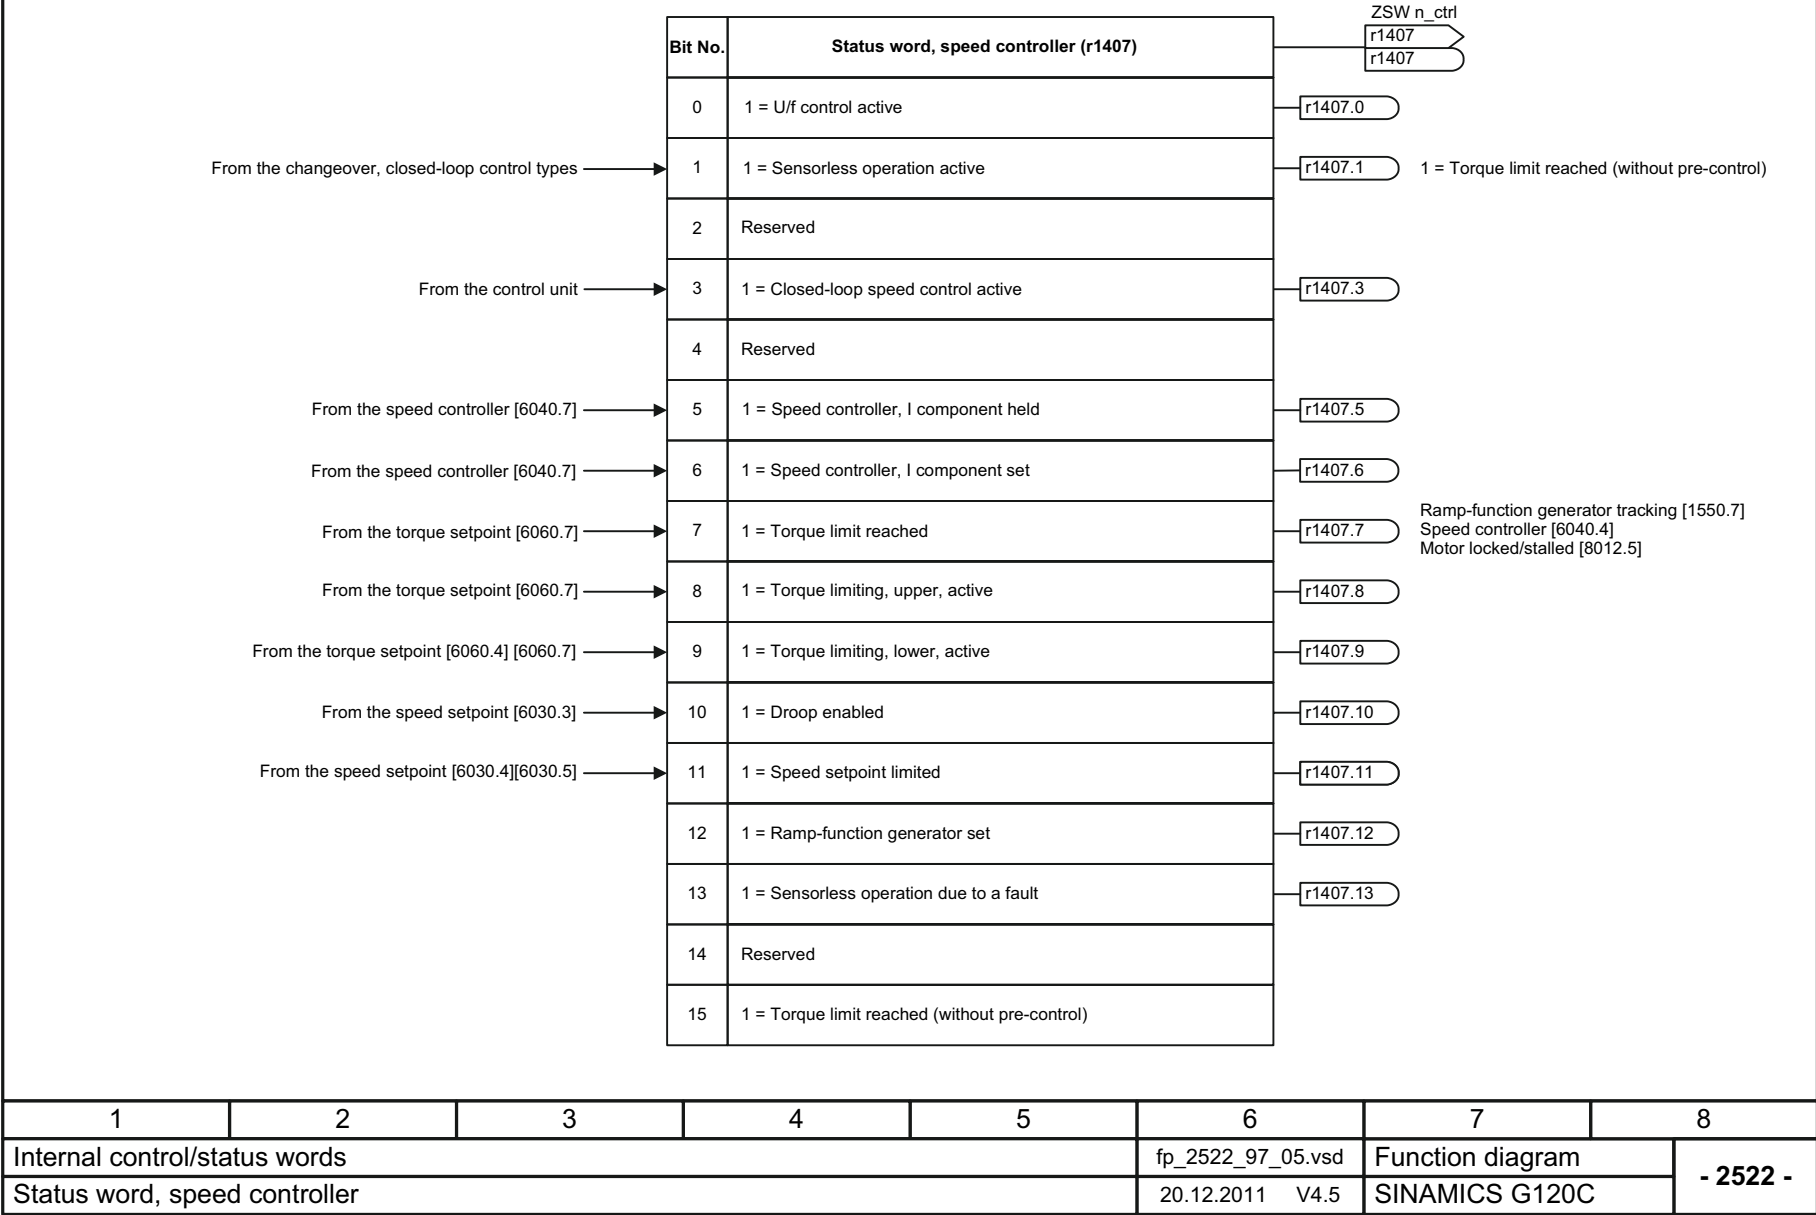 ZSW n_ctrl
Bit No. Status word, speed controller (r1407) r1407
r1407
0 1 = U/f control active r1407.0
From the changeover, closed-loop control types 1 1 = Sensorless operation active r1407.1 1 = Torque limit reached (without pre-control)
2 Reserved
From the control unit 3 1 = Closed-loop speed control active r1407.3
4 Reserved
From the speed controller [6040.7] 5 1 = Speed controller, I component held r1407.5
From the speed controller [6040.7] 6 1 = Speed controller, I component set r1407.6
From the torque setpoint [6060.7] 7 1 = Torque limit reached r1407.7 Ramp-function generator tracking [1550.7]
Speed controller [6040.4]
Motor locked/stalled [8012.5]
From the torque setpoint [6060.7] 8 1 = Torque limiting, upper, active r1407.8
From the torque setpoint [6060.4] [6060.7] 9 1 = Torque limiting, lower, active r1407.9
From the speed setpoint [6030.3] 10 1 = Droop enabled r1407.10
From the speed setpoint [6030.4][6030.5] 11 1 = Speed setpoint limited r1407.11
12 1 = Ramp-function generator set r1407.12
13 1 = Sensorless operation due to a fault r1407.13
14 Reserved
15 1 = Torque limit reached (without pre-control)
1 2 3 4 5 6 7 8
Internal control/status words fp_2522_97_05.vsd Function diagram - 2522 -
Status word, speed controller 20.12.2011 V4.5 SINAMICS G120C